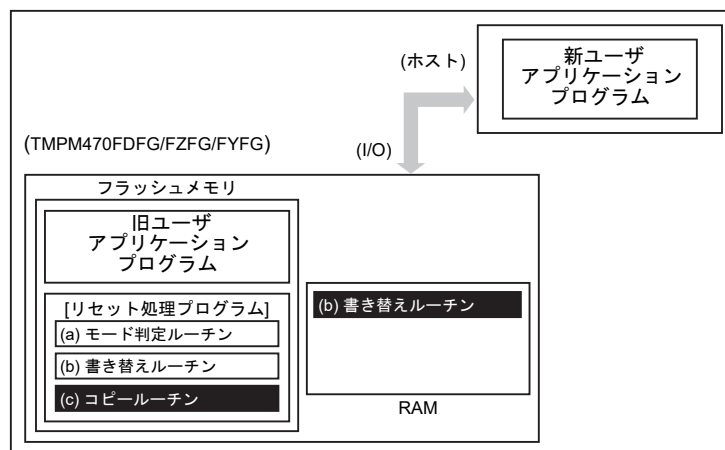 (ホスト)
新ユーザ
アプリケーション
プログラム
(TMPM470FDFG/FZFG/FYFG)
(I/O)
フラッシュメモリ
旧ユーザ
アプリケーション
プログラム
[リセット処理プログラム]
(a) モード判定ルーチン
(b) 書き替えルーチン
(c) コピールーチン
(b) 書き替えルーチン
RAM